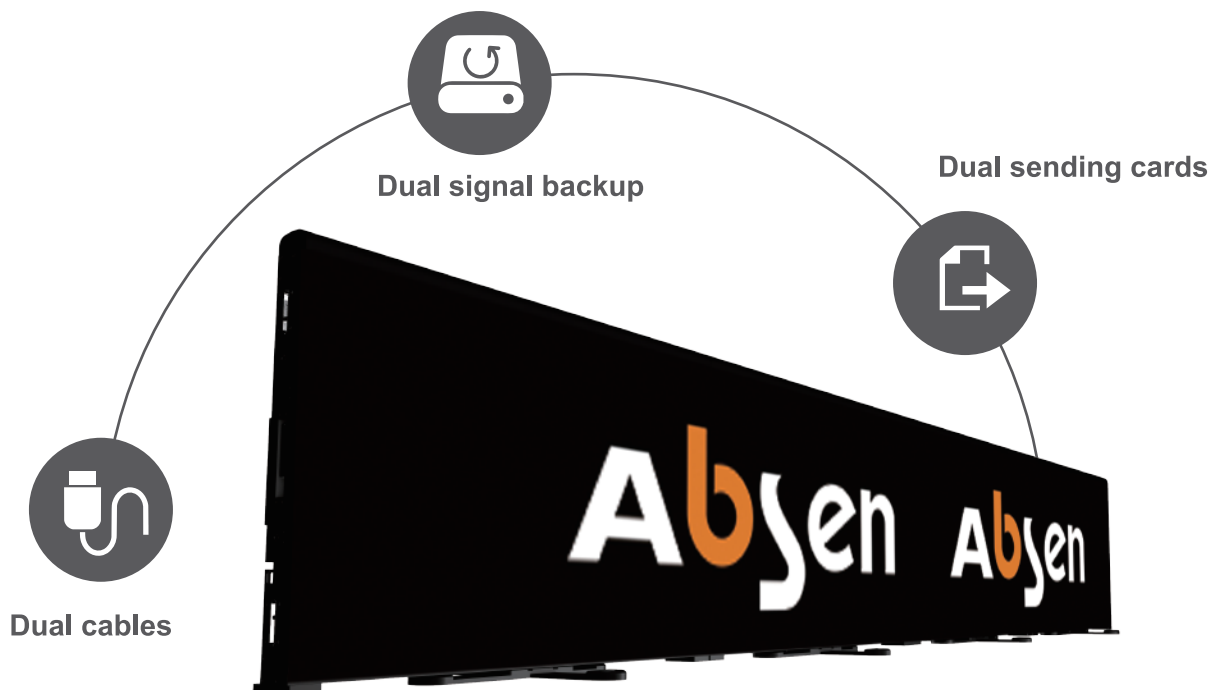 Dual signal backup
Dual sending cards
Absen
Absen
Dual cables